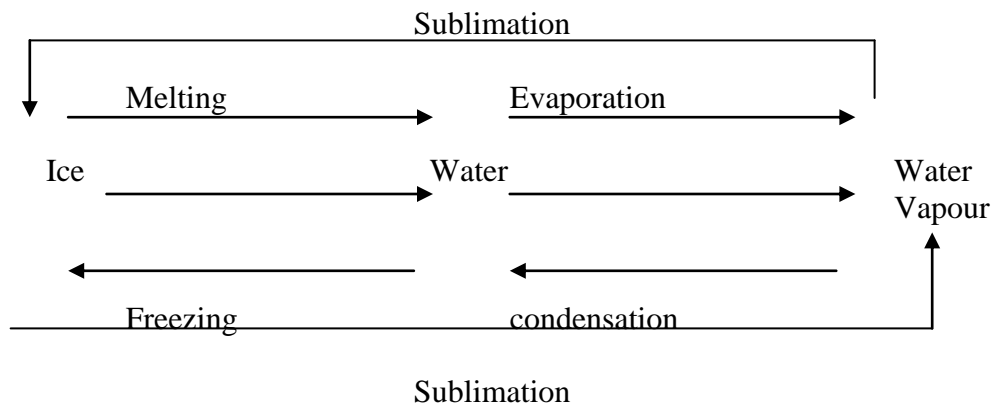 Sublimation
Melting Evaporation
Ice Water Water
Vapour
Freezing condensation
Sublimation